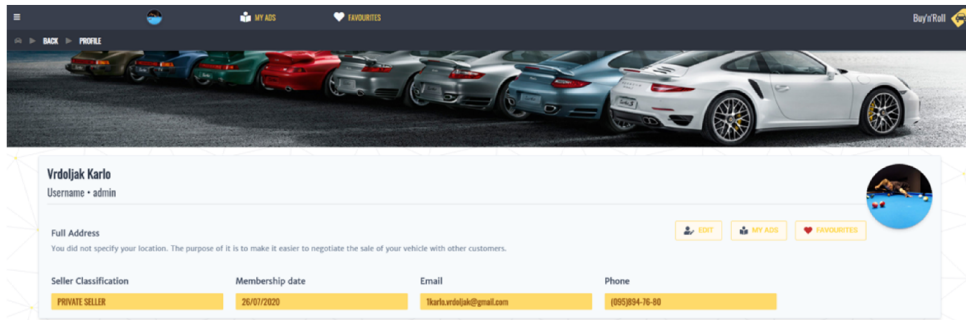 MY ADS
FAVOURITES
Buy'n'Roll
BACK
PROFILE
Vrdoljak Karlo
Username • admin
Full Address
EDIT
MY ADS
FAVOURITES
You did not specify your location. The purpose of it is to make it easier to negotiate the sale of your vehicle with other customers.
Seller Classification
Membership date
Email
Phone
PRIVATE SELLER
26/07/2020
1karlo.vrdoljak@gmail.com
(095)894-76-80